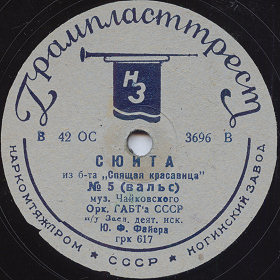 Грампласттрест
НЗ
В 42 ОС 3696 В
СЮИТА
из б-та „Спящая красавица"
№ 5 (вальс)
муз. Чайковского
Орк. ГАБТ'а СССР
п/у Засл. деят. иск.
Ю. Ф. Файера
грк 617
НАРКОМТЯЖПРОМ ★ СССР ★ НОГИНСКИЙ ЗАВОД